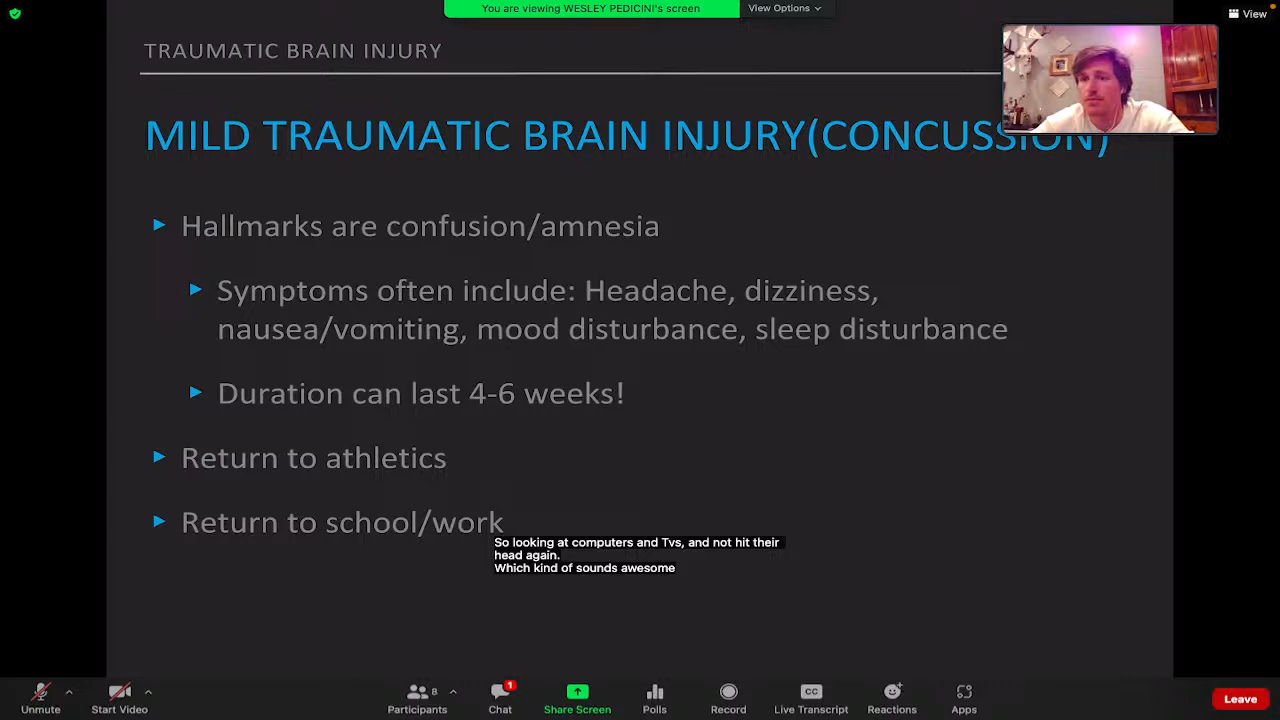 You are viewing WESLEY PEDICINI's screen
View Options
View
TRAUMATIC BRAIN INJURY
MILD TRAUMATIC BRAIN INJURY(CONCUSSION)
Hallmarks are confusion/amnesia
Symptoms often include: Headache, dizziness,
nausea/vomiting, mood disturbance, sleep disturbance
Duration can last 4-6 weeks!
Return to athletics
Return to school/work
So looking at computers and Tvs, and not hit their
head again.
Which kind of sounds awesome
Unmute
Start Video
Participants
8
Chat
1
Share Screen
Polls
Record
CC
Live Transcript
Reactions
Apps
Leave